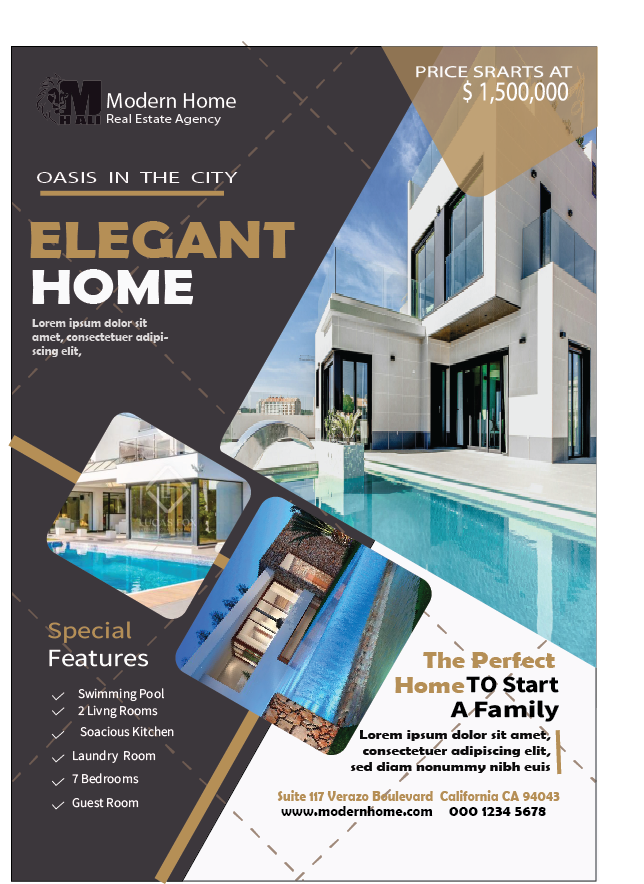 M
H ALI
Modern Home
Real Estate Agency
PRICE SRARTS AT
$ 1,500,000
OASIS IN THE CITY
ELEGANT
HOME
Lorem ipsum dolor sit
amet, consectetuer adipi-
scing elit,
LUCAS FOX
Special
Features
Swimming Pool
2 Livng Rooms
Soacious Kitchen
Laundry Room
7 Bedrooms
Guest Room
The Perfect
Home TO Start
A Family
Lorem ipsum dolor sit amet,
consectetuer adipiscing elit,
sed diam nonummy nibh euis
Suite 117 Verazo Boulevard California CA 94043
www.modernhome.com 000 1234 5678